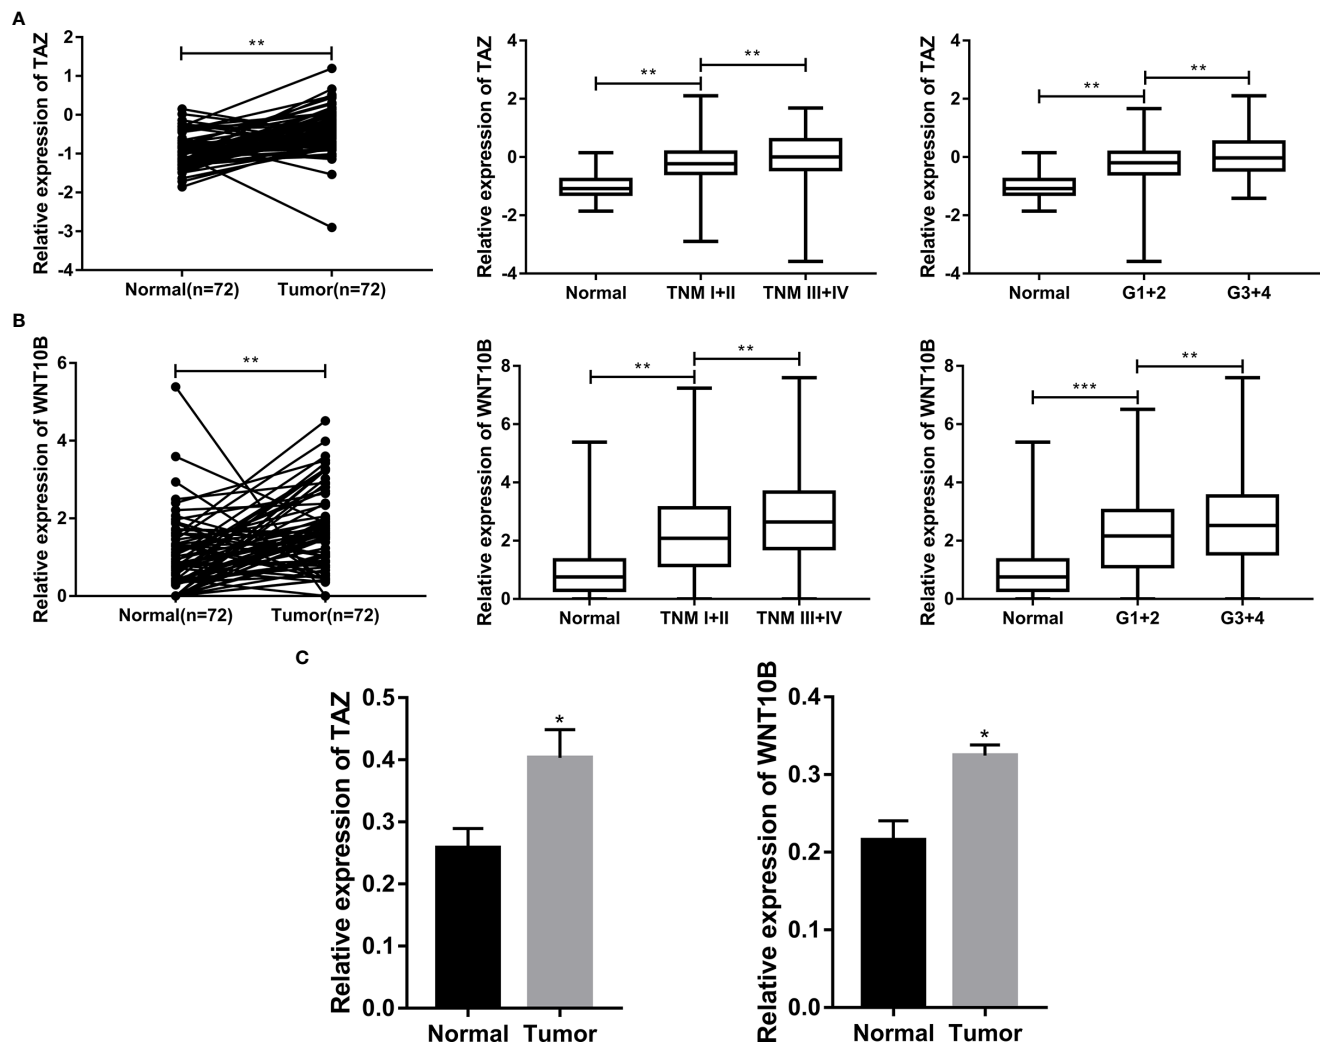 A
Relative expression of TAZ
2
1
0
-1
-2
-3
-4
**
Normal(n=72) Tumor(n=72)
Relative expression of TAZ
4
2
0
-2
-4
** **
Normal TNM I+II TNM III+IV
Relative expression of TAZ
4
2
0
-2
-4
** **
Normal G1+2 G3+4
B
Relative expression of WNT10B
6
4
2
0
**
Normal(n=72) Tumor(n=72)
Relative expression of WNT10B
8
6
4
2
0
** **
Normal TNM I+II TNM III+IV
Relative expression of WNT10B
8
6
4
2
0
*** **
Normal G1+2 G3+4
C
Relative expression of TAZ
0.5
0.4
0.3
0.2
0.1
0.0
*
Normal Tumor
Relative expression of WNT10B
0.4
0.3
0.2
0.1
0.0
*
Normal Tumor